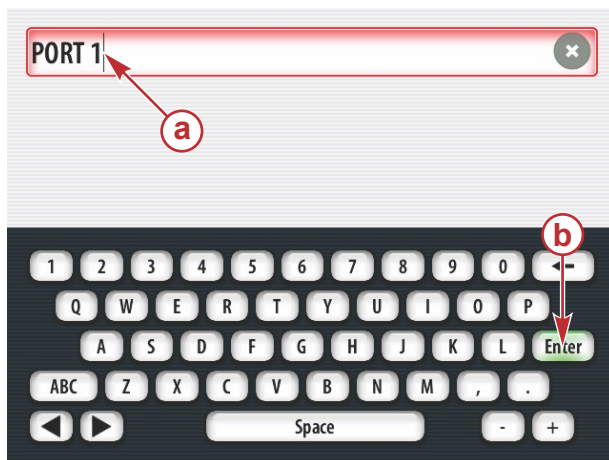 PORT 1
a
b
1 2 3 4 5 6 7 8 9 0 ←
Q W E R T Y U I O P
A S D F G H J K L Enter
ABC Z X C V B N M , .
◀ ▶ Space - +